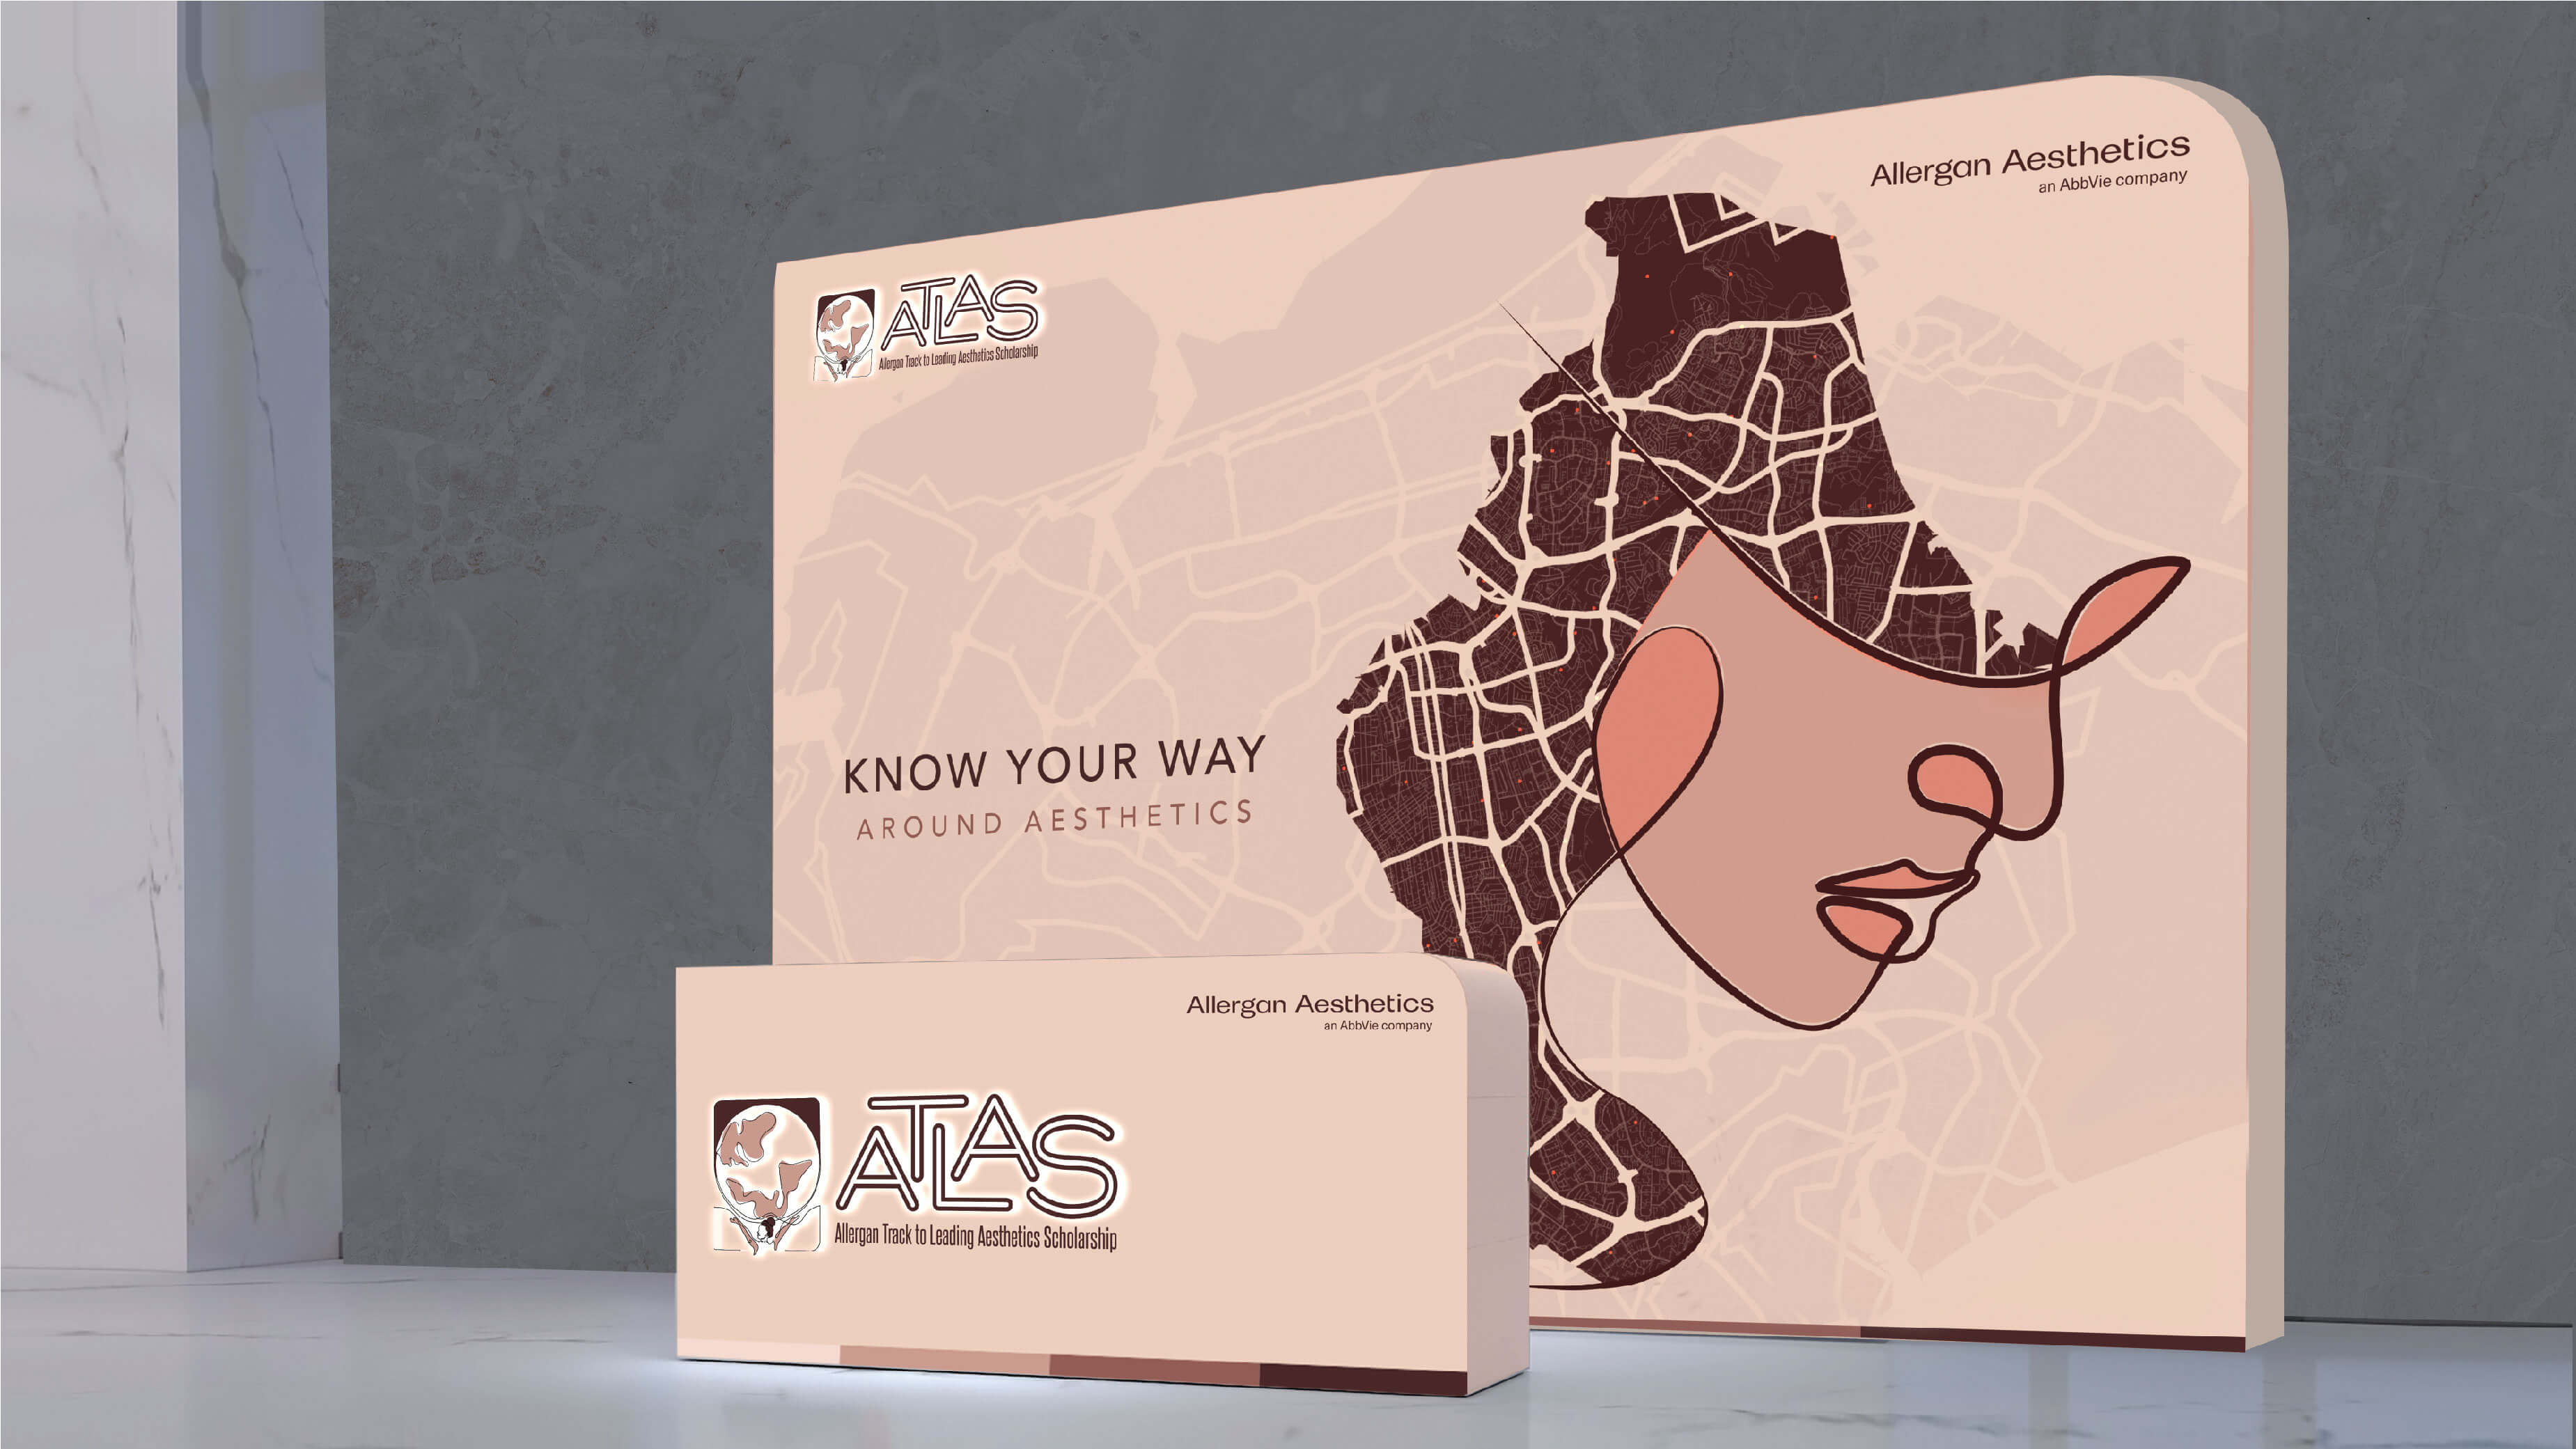 Allergan Aesthetics
an AbbVie company
ATLAS
Allergan Track to Leading Aesthetics Scholarship
KNOW YOUR WAY
AROUND AESTHETICS
Allergan Aesthetics
an AbbVie company
ATLAS
Allergan Track to Leading Aesthetics Scholarship